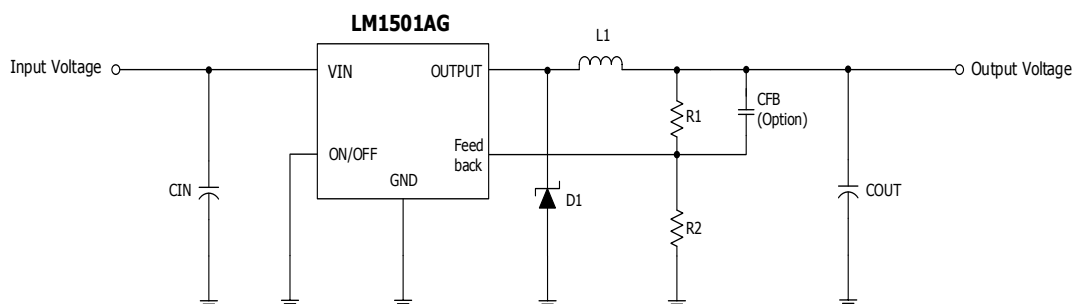 LM1501AG
L1
Input Voltage
VIN
OUTPUT
Output Voltage
R1
CFB
(Option)
ON/OFF
Feed
back
GND
CIN
D1
R2
COUT